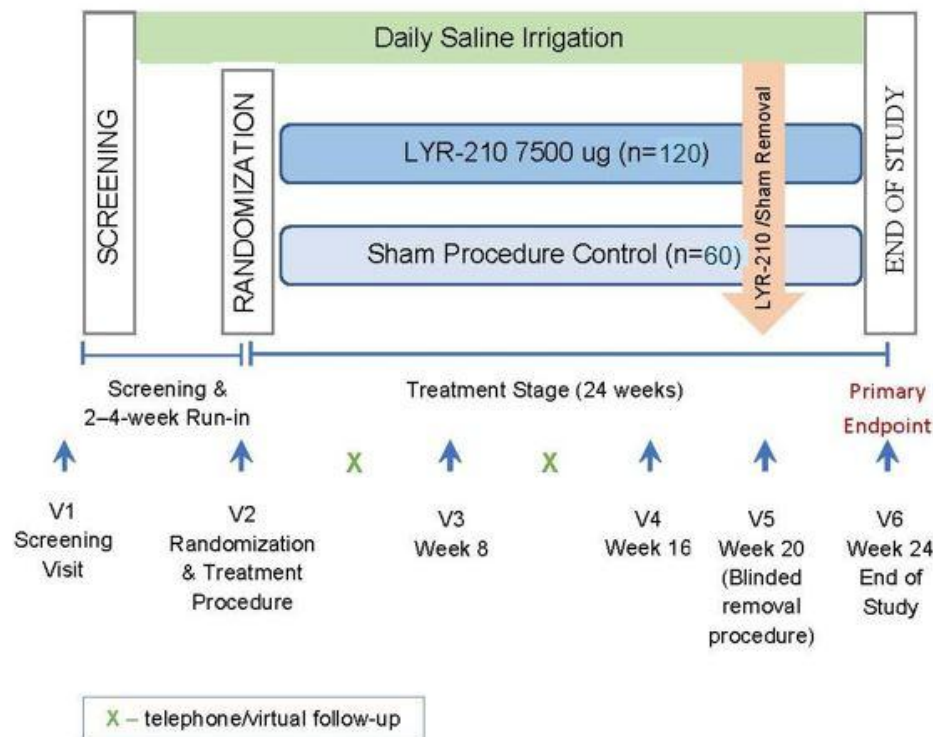 Daily Saline Irrigation
SCREENING
RANDOMIZATION
LYR-210 7500 ug (n=120)
Sham Procedure Control (n=60)
LYR-210 /Sham Removal
END OF STUDY
Screening &
2–4-week Run-in
Treatment Stage (24 weeks)
Primary
Endpoint
X
X
V1
Screening
Visit
V2
Randomization
& Treatment
Procedure
V3
Week 8
V4
Week 16
V5
Week 20
(Blinded
removal
procedure)
V6
Week 24
End of
Study
X – telephone/virtual follow-up